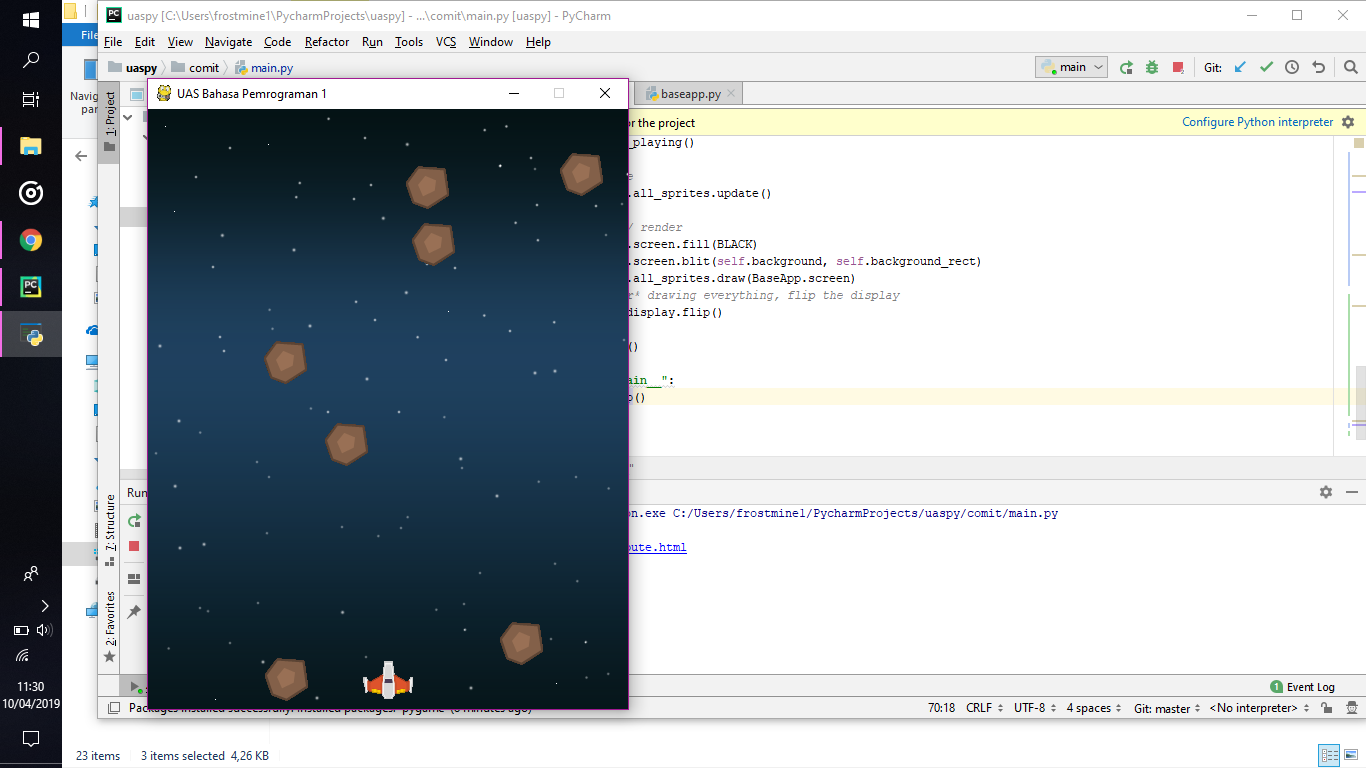 uaspy [C:\Users\frostmine1\PycharmProjects\uaspy] - ...\comit\main.py [uaspy] - PyCharm
File
File Edit View Navigate Code Refactor Run Tools VCS Window Help
uaspy comit main.py
main
Git:
Navig
pa
1: Project
UAS Bahasa Pemrograman 1
baseapp.py
or the project
Configure Python interpreter
_playing()
.all_sprites.update()
/ render
.screen.fill(BLACK)
.screen.blit(self.background, self.background_rect)
.all_sprites.draw(BaseApp.screen)
r* drawing everything, flip the display
display.flip()
()
ain__":
p()
Run
7: Structure
on.exe C:/Users/frostmine1/PycharmProjects/uaspy/comit/main.py
bute.html
2: Favorites
1 Event Log
Packages installed successfully: Installed packages: 'pygame' (8 minutes ago)
70:18 CRLF UTF-8 4 spaces Git: master <No interpreter>
11:30
10/04/2019
23 items 3 items selected 4,26 KB